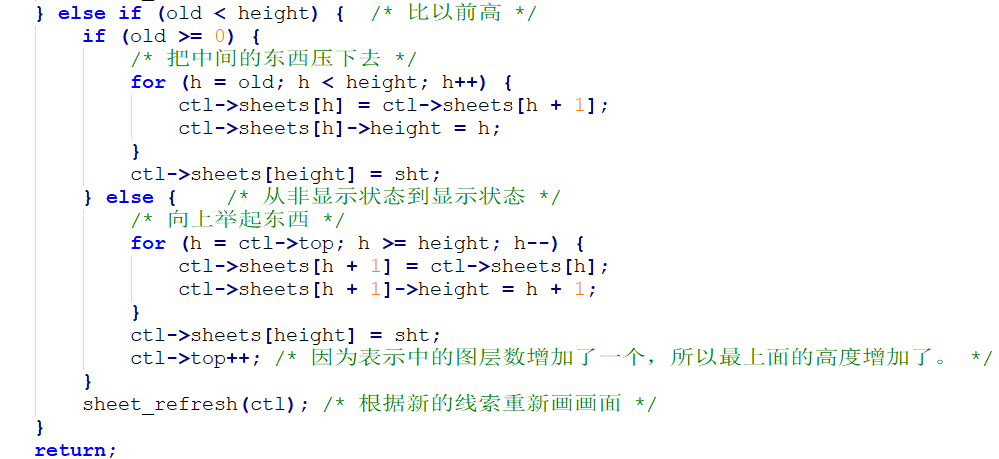 } else if (old < height) {  /* 比以前高 */
    if (old >= 0) {
        /* 把中间的东西压下去 */
        for (h = old; h < height; h++) {
            ctl->sheets[h] = ctl->sheets[h + 1];
            ctl->sheets[h]->height = h;
        }
        ctl->sheets[height] = sht;
    } else {    /* 从非显示状态到显示状态 */
        /* 向上举起东西 */
        for (h = ctl->top; h >= height; h--) {
            ctl->sheets[h + 1] = ctl->sheets[h];
            ctl->sheets[h + 1]->height = h + 1;
        }
        ctl->sheets[height] = sht;
        ctl->top++; /* 因为表示中的图层数增加了一个，所以最上面的高度增加了。 */
    }
    sheet_refresh(ctl); /* 根据新的线索重新画画面 */
}
return;